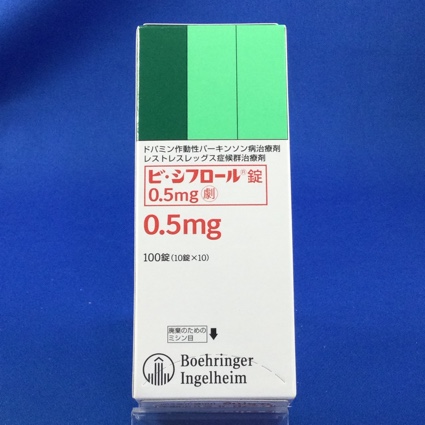 ドパミン作動性パーキンソン病治療剤
レストレスレッグス症候群治療剤
ビ・シフロール®錠
0.5mg 劇
0.5mg
100錠(10錠×10)
廃棄のための
ミシン目
Boehringer
Ingelheim